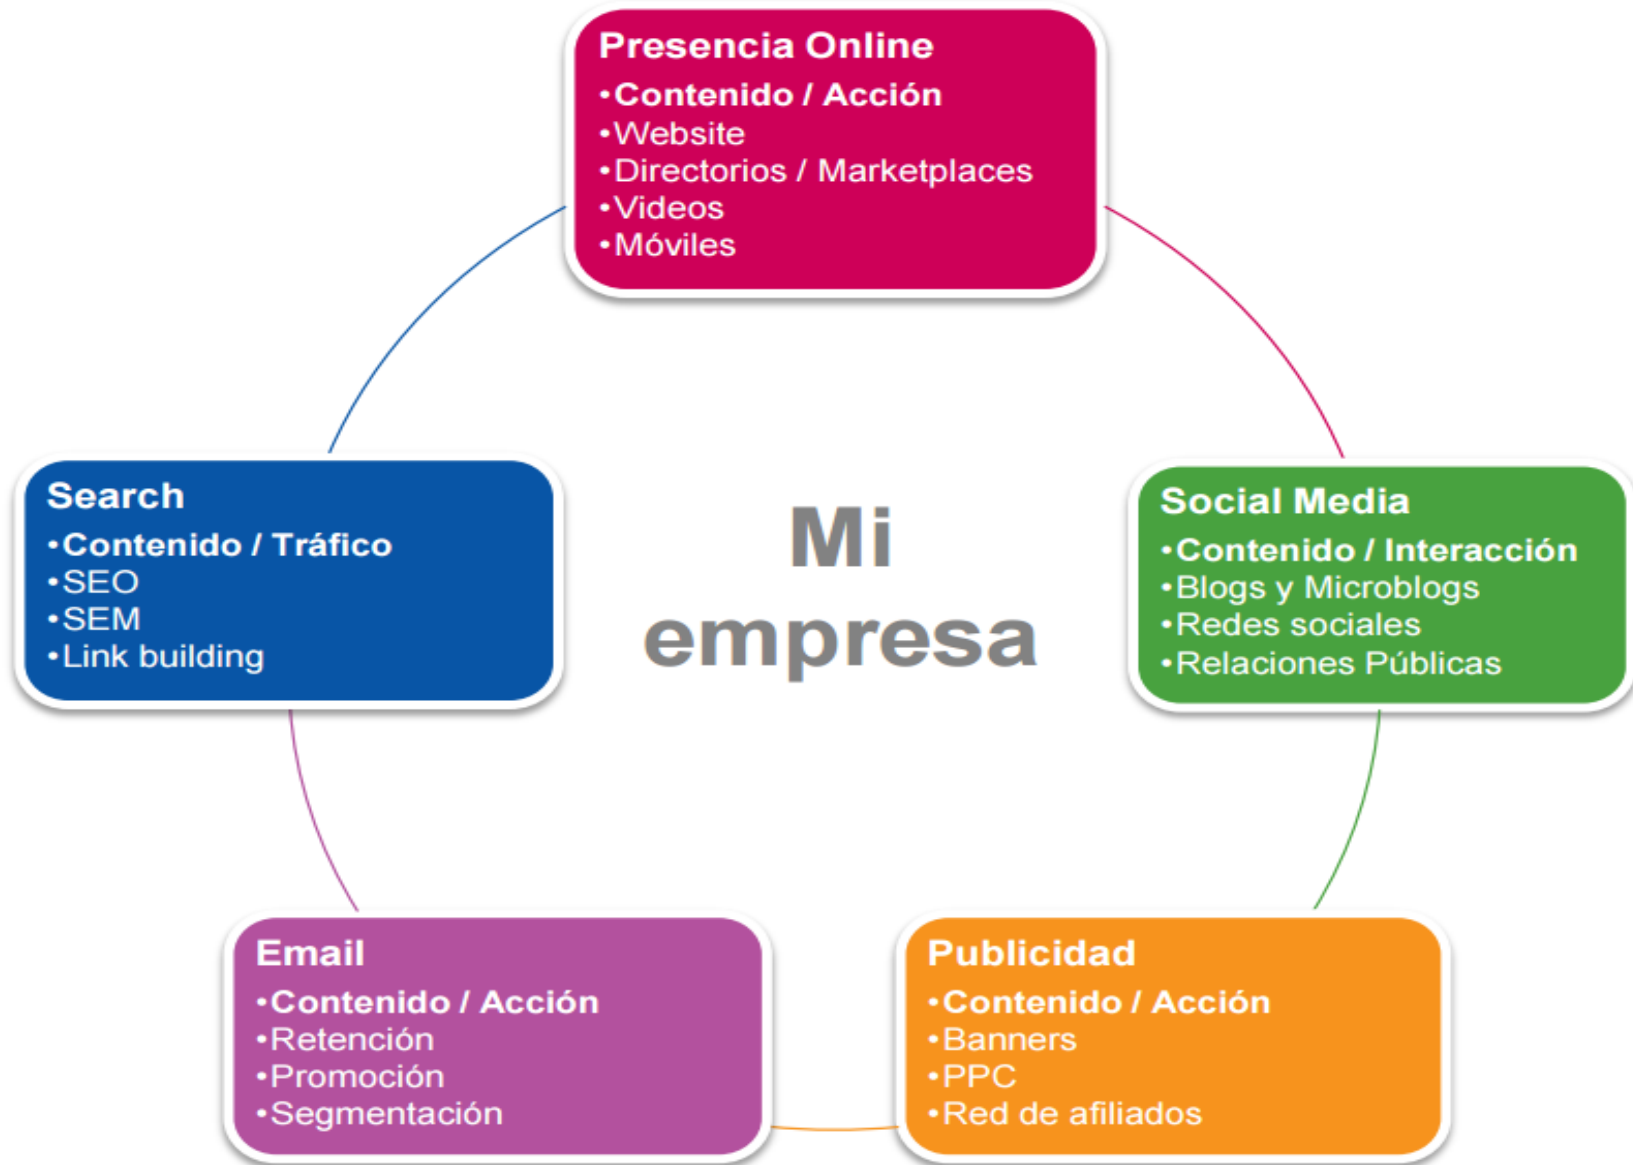 Presencia Online
•Contenido / Acción
•Website
•Directorios / Marketplaces
•Videos
•Móviles
Search
•Contenido / Tráfico
•SEO
•SEM
•Link building
Mi
empresa
Social Media
•Contenido / Interacción
•Blogs y Microblogs
•Redes sociales
•Relaciones Públicas
Email
•Contenido / Acción
•Retención
•Promoción
•Segmentación
Publicidad
•Contenido / Acción
•Banners
•PPC
•Red de afiliados